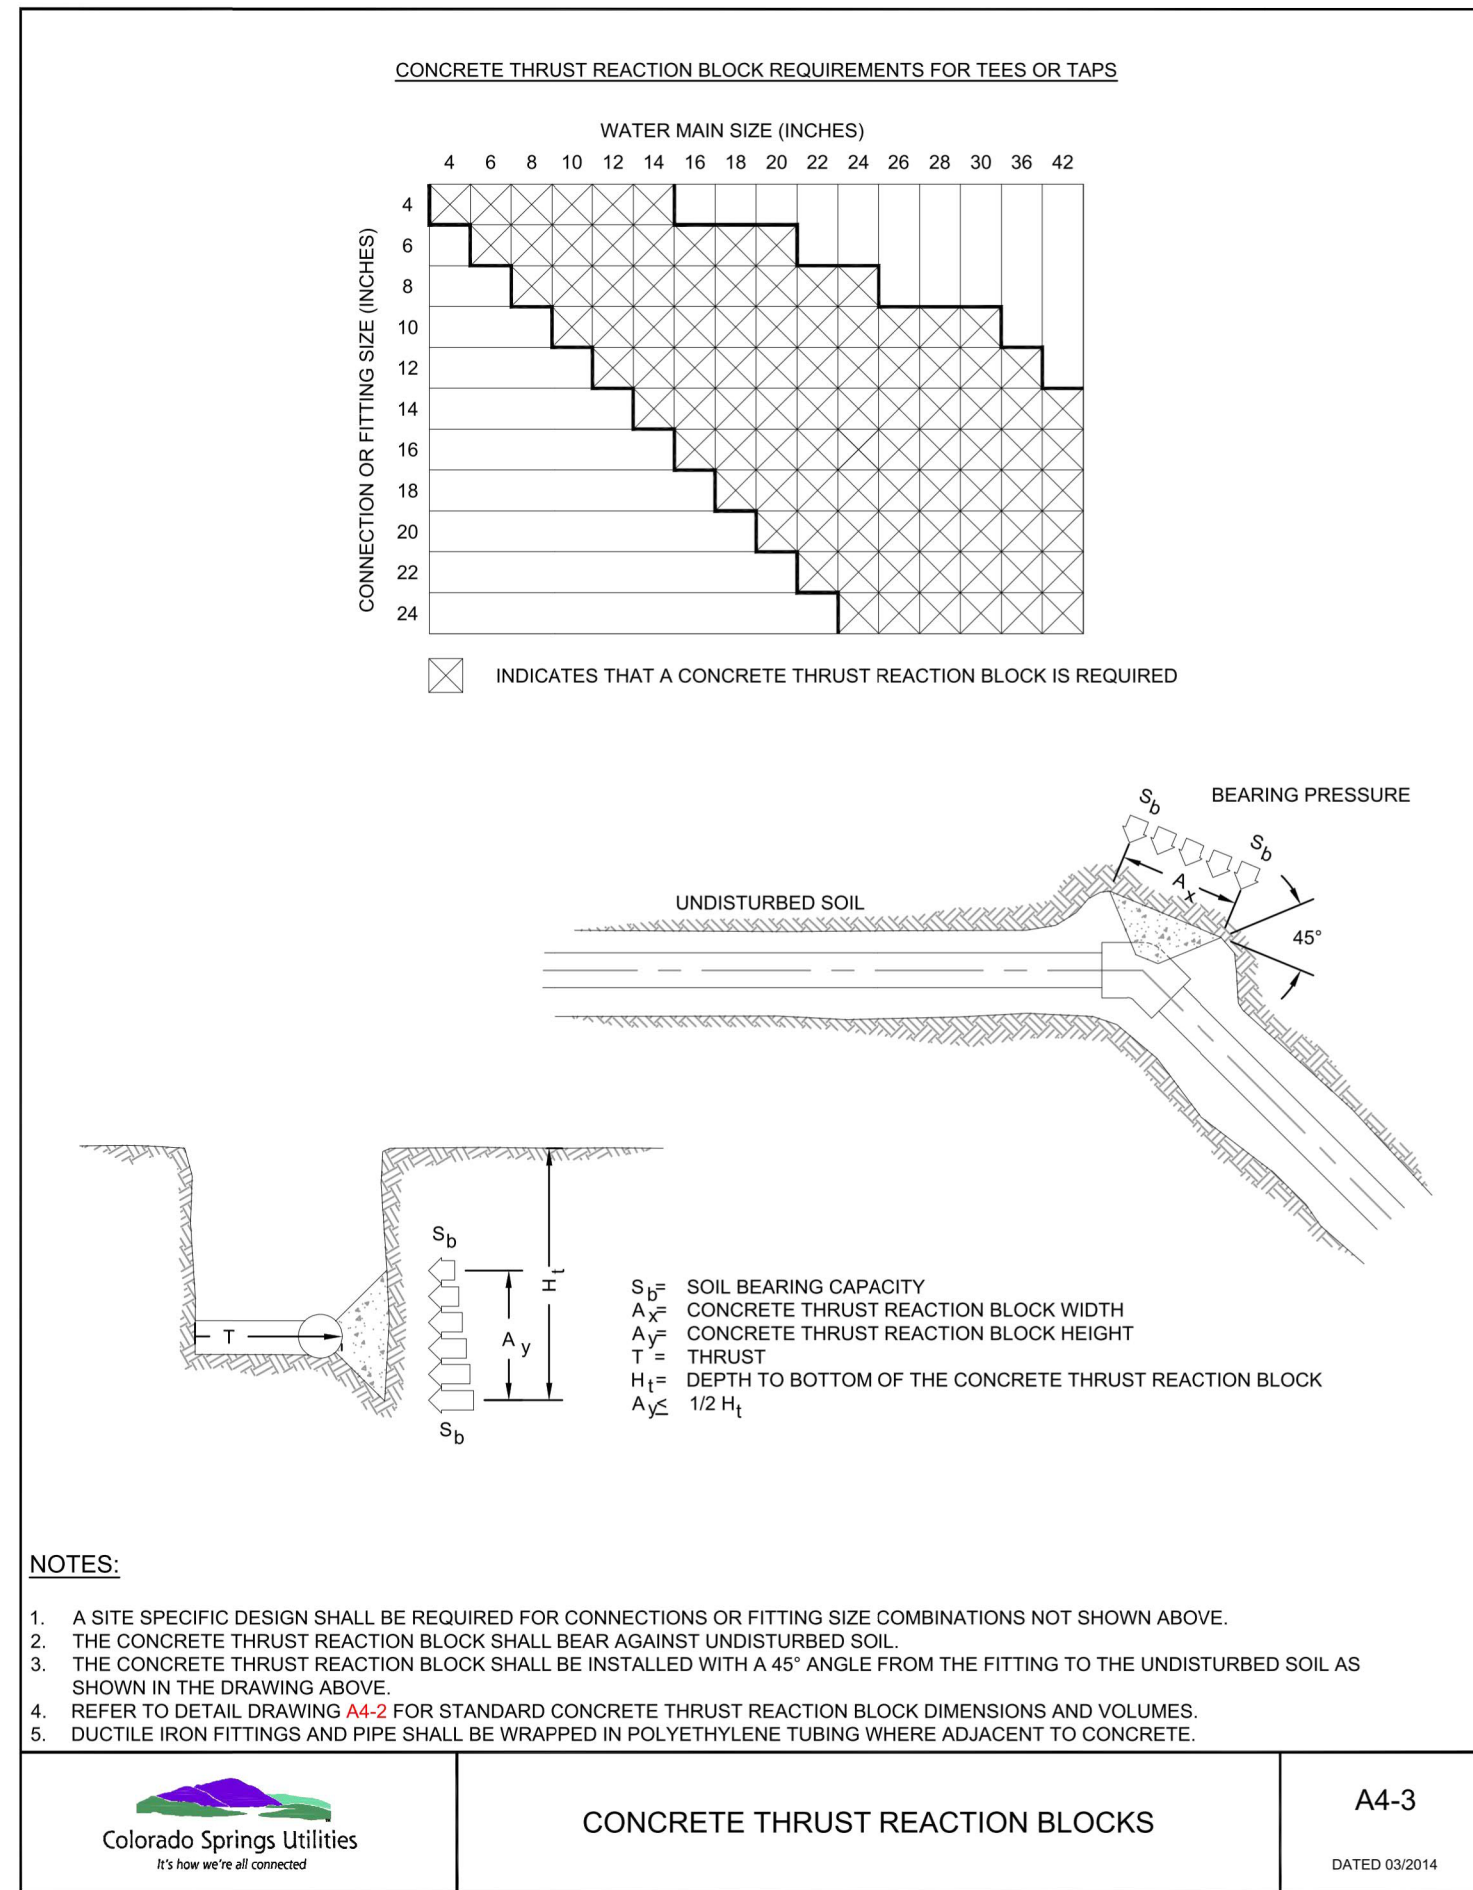 CONCRETE THRUST REACTION BLOCK REQUIREMENTS FOR TEES OR TAPS
WATER MAIN SIZE (INCHES)
4 6 8 10 12 14 16 18 20 22 24 26 28 30 36 42
CONNECTION OR FITTING SIZE (INCHES)
4
6
8
10
12
14
16
18
20
22
24
INDICATES THAT A CONCRETE THRUST REACTION BLOCK IS REQUIRED
BEARING PRESSURE
Sb
Sb
Ax
45°
UNDISTURBED SOIL
Sb
Ht
Ay
T
Sb
Sb= SOIL BEARING CAPACITY
Ax= CONCRETE THRUST REACTION BLOCK WIDTH
Ay= CONCRETE THRUST REACTION BLOCK HEIGHT
T = THRUST
Ht= DEPTH TO BOTTOM OF THE CONCRETE THRUST REACTION BLOCK
Ay≤ 1/2 Ht
NOTES:
1. A SITE SPECIFIC DESIGN SHALL BE REQUIRED FOR CONNECTIONS OR FITTING SIZE COMBINATIONS NOT SHOWN ABOVE.
2. THE CONCRETE THRUST REACTION BLOCK SHALL BEAR AGAINST UNDISTURBED SOIL.
3. THE CONCRETE THRUST REACTION BLOCK SHALL BE INSTALLED WITH A 45° ANGLE FROM THE FITTING TO THE UNDISTURBED SOIL AS
SHOWN IN THE DRAWING ABOVE.
4. REFER TO DETAIL DRAWING A4-2 FOR STANDARD CONCRETE THRUST REACTION BLOCK DIMENSIONS AND VOLUMES.
5. DUCTILE IRON FITTINGS AND PIPE SHALL BE WRAPPED IN POLYETHYLENE TUBING WHERE ADJACENT TO CONCRETE.
Colorado Springs Utilities
It's how we're all connected
CONCRETE THRUST REACTION BLOCKS
A4-3
DATED 03/2014